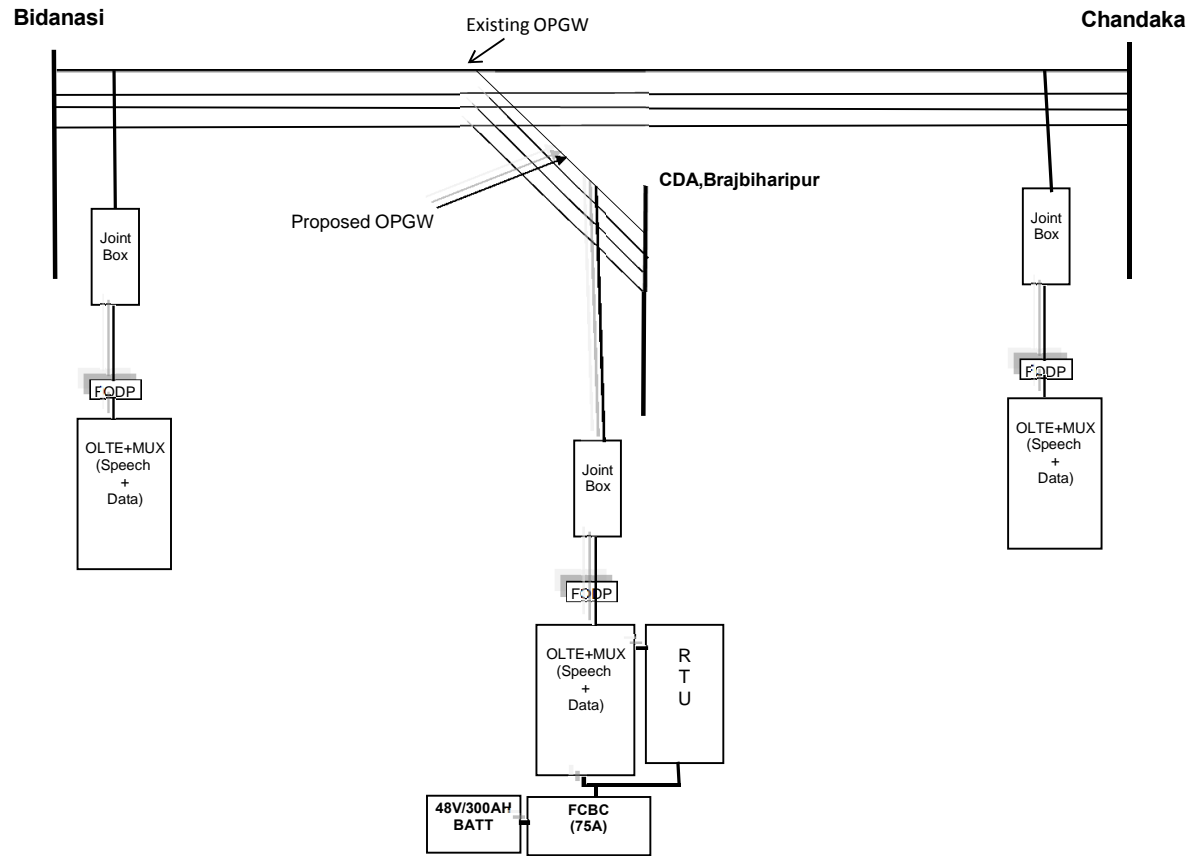 Bidanasi
Existing OPGW
Chandaka
CDA,Brajbiharipur
Proposed OPGW
Joint
Box
Joint
Box
FODP
FODP
OLTE+MUX
(Speech
+
Data)
OLTE+MUX
(Speech
+
Data)
Joint
Box
FODP
OLTE+MUX
(Speech
+
Data)
R
T
U
48V/300AH
BATT
FCBC
(75A)